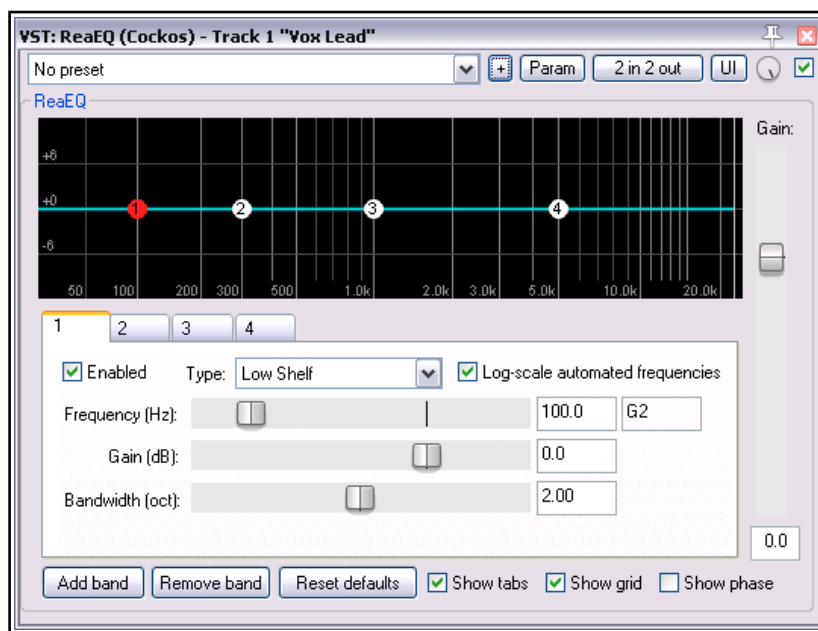 VST: ReaEQ (Cockos) - Track 1 "Vox Lead"
No preset + Param 2 in 2 out UI
ReaEQ
Gain:
+6
+0 1 2 3 4
-6
50 100 200 300 500 1.0k 2.0k 3.0k 5.0k 10.0k 20.0k
1 2 3 4
Enabled Type: Low Shelf Log-scale automated frequencies
Frequency (Hz): 100.0 G2
Gain (dB): 0.0
Bandwidth (oct): 2.00
0.0
Add band Remove band Reset defaults Show tabs Show grid Show phase